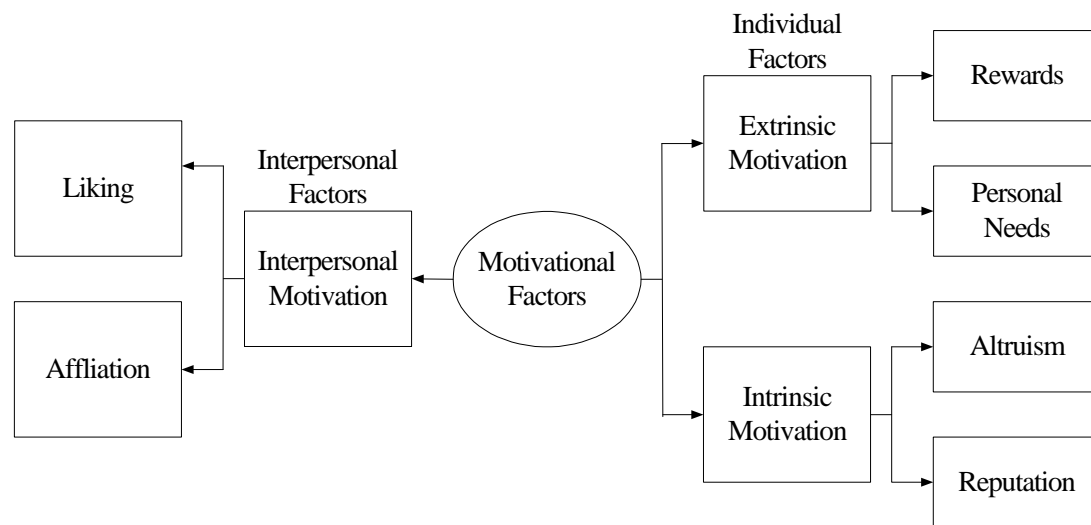 Liking
Affliation
Interpersonal
Factors
Interpersonal
Motivation
Motivational
Factors
Individual
Factors
Extrinsic
Motivation
Intrinsic
Motivation
Rewards
Personal
Needs
Altruism
Reputation